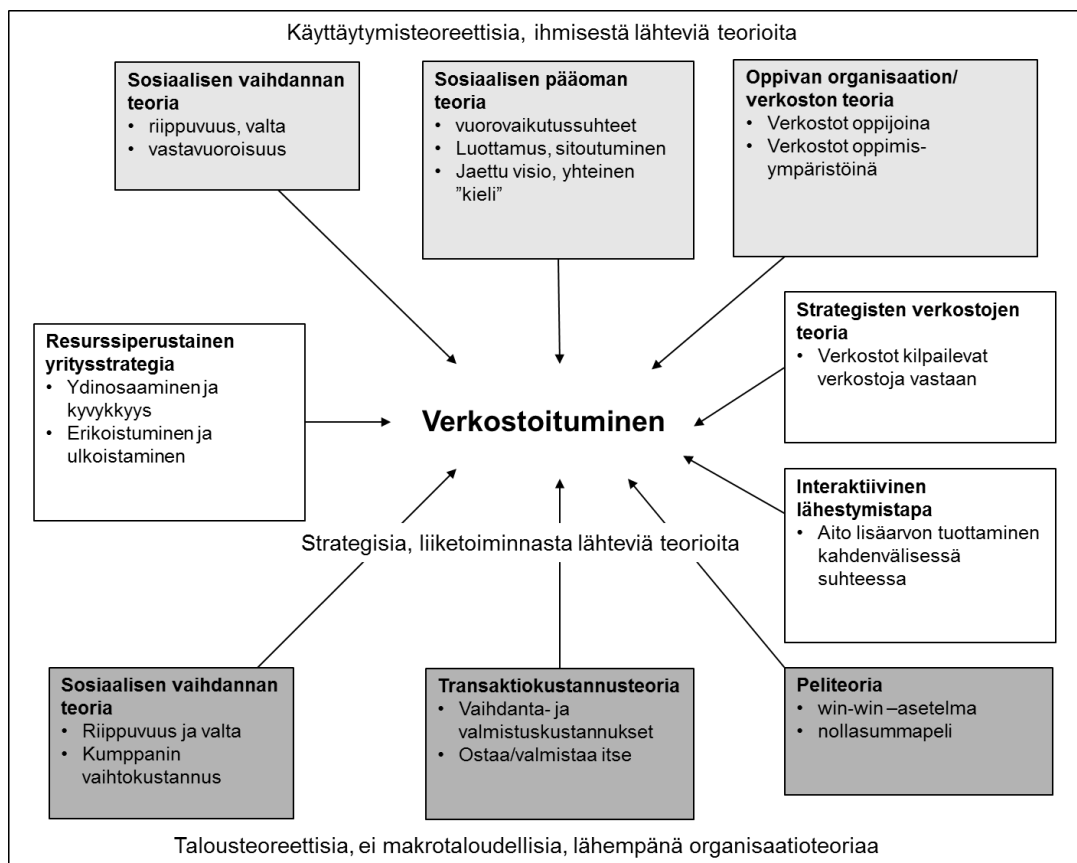 Käyttäytymisteoreettisia, ihmisestä lähteviä teorioita
Sosiaalisen vaihdannan
teoria
• riippuvuus, valta
• vastavuoroisuus
Sosiaalisen pääoman
teoria
• vuorovaikutussuhteet
• Luottamus, sitoutuminen
• Jaettu visio, yhteinen
”kieli”
Oppivan organisaation/
verkoston teoria
• Verkostot oppijoina
• Verkostot oppimis-
ympäristöinä
Resurssiperustainen
yritysstrategia
• Ydinosaaminen ja
kyvykkyys
• Erikoistuminen ja
ulkoistaminen
Verkostoituminen
Strategisten verkostojen
teoria
• Verkostot kilpailevat
verkostoja vastaan
Interaktiivinen
lähestymistapa
• Aito lisäarvon tuottaminen
kahdenvälisessä
suhteessa
Strategisia, liiketoiminnasta lähteviä teorioita
Sosiaalisen vaihdannan
teoria
• Riippuvuus ja valta
• Kumppanin
vaihtokustannus
Transaktiokustannusteoria
• Vaihdanta- ja
valmistuskustannukset
• Ostaa/valmistaa itse
Peliteoria
• win-win –asetelma
• nollasummapeli
Talousteoreettisia, ei makrotaloudellisia, lähempänä organisaatioteoriaa